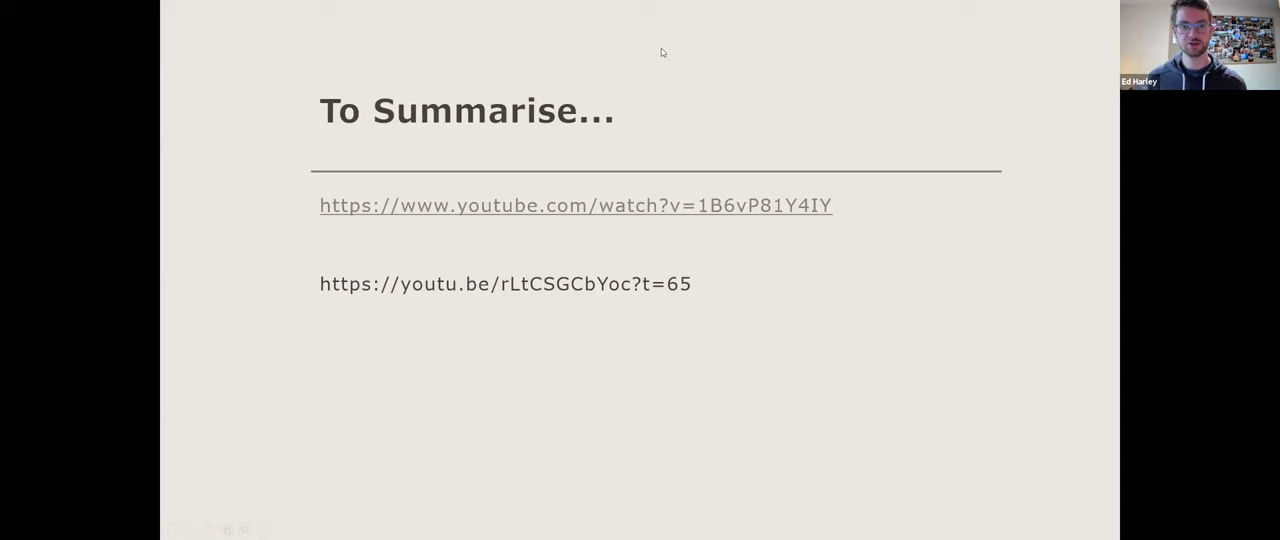 To Summarise...
https://www.youtube.com/watch?v=1B6vP81Y4IY
https://youtu.be/rLtCSGCbYoc?t=65
Ed Harley